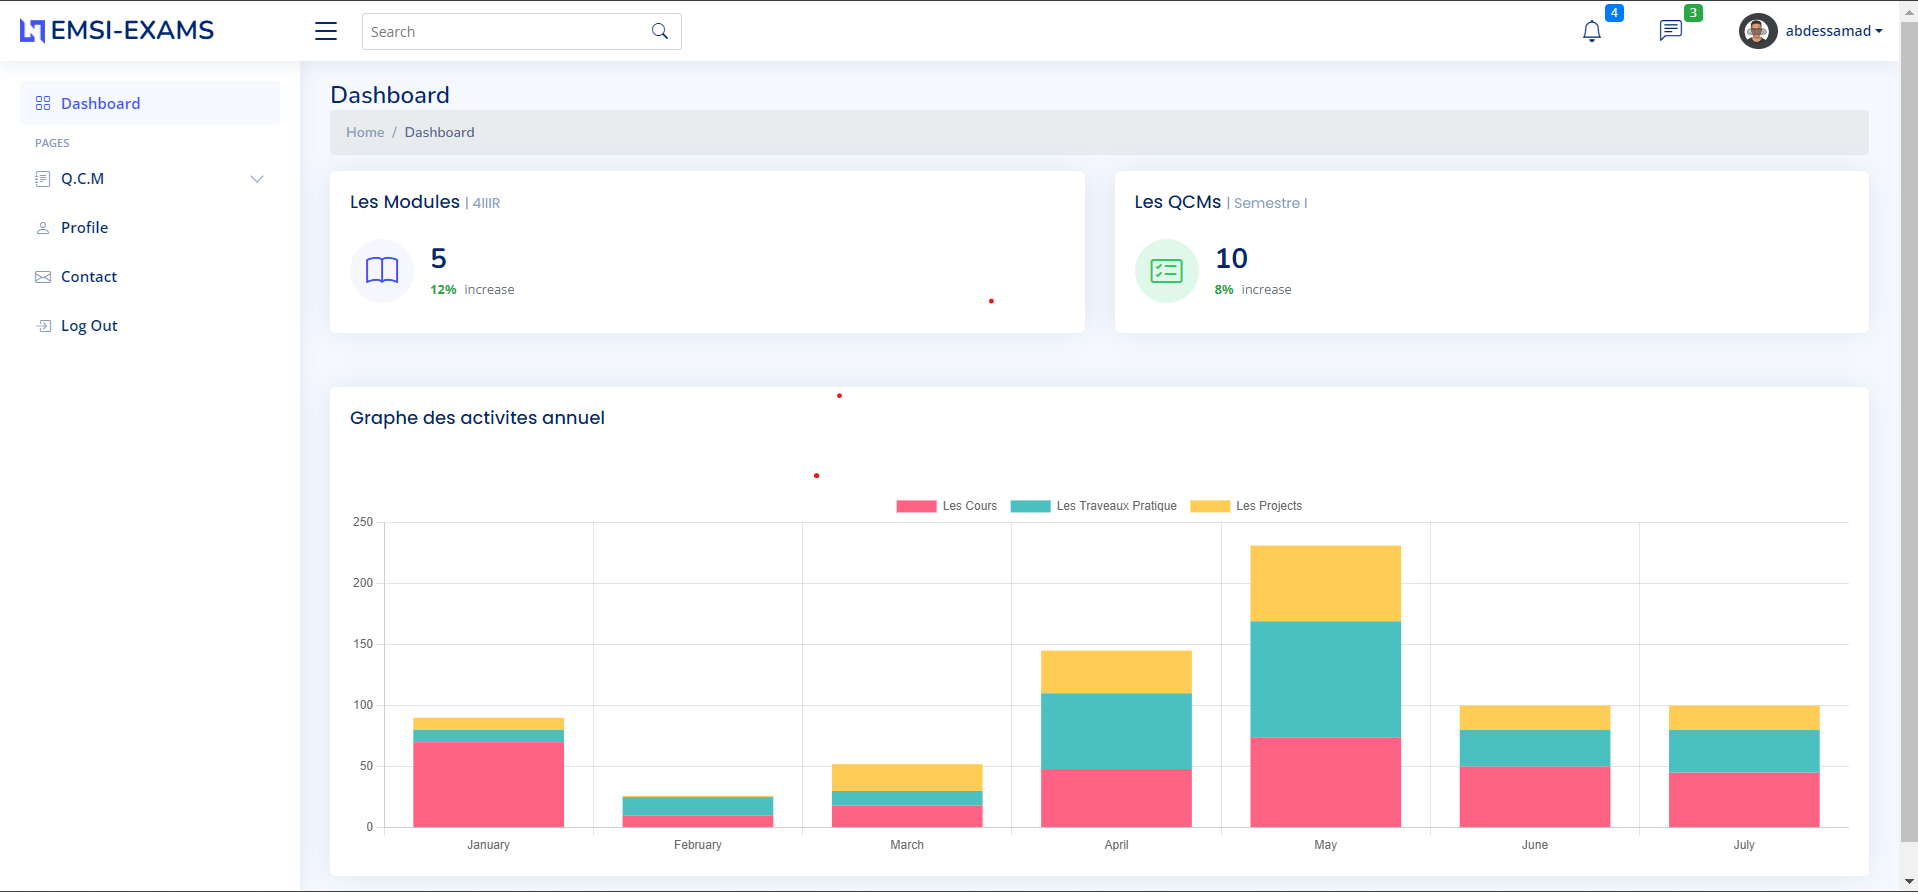 EMSI-EXAMS
Search
4
3
abdessamad
Dashboard
PAGES
Q.C.M
Profile
Contact
Log Out
Dashboard
Home / Dashboard
Les Modules | 4IIIR
5
12% increase
Les QCMs | Semestre I
10
8% increase
Graphe des activites annuel
Les Cours Les Traveaux Pratique Les Projects
250
200
150
100
50
0
January February March April May June July